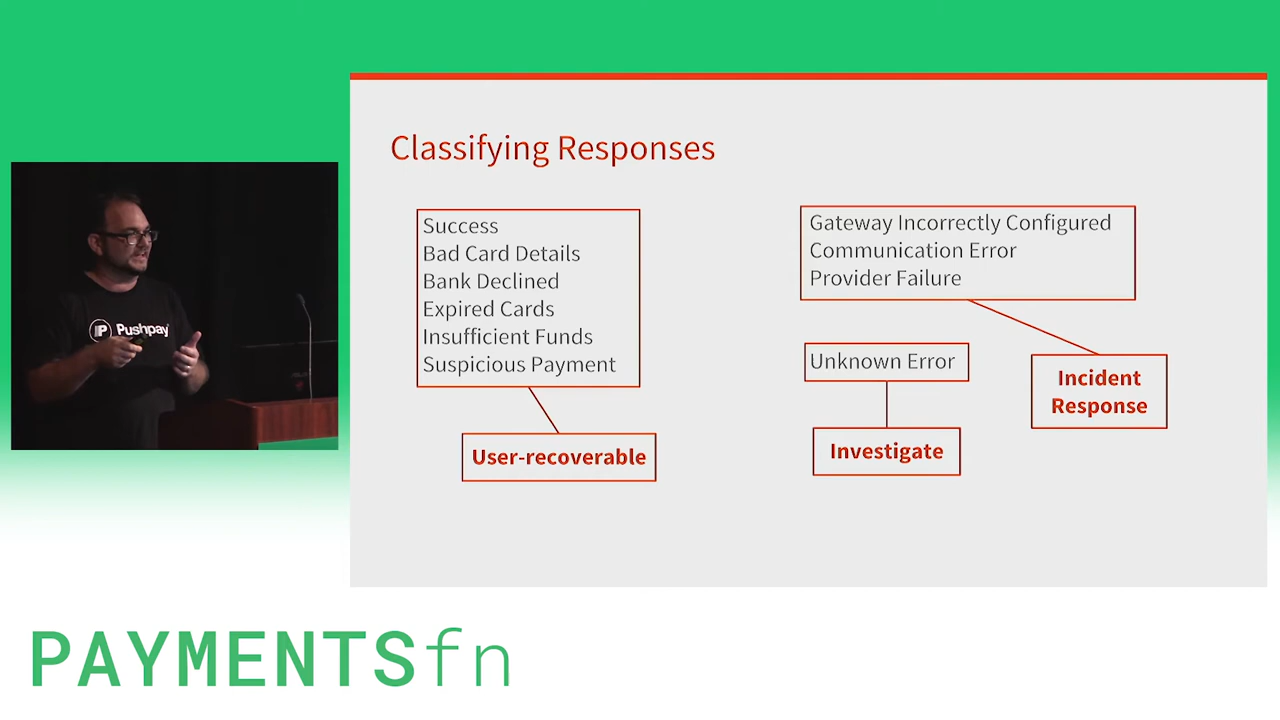 Classifying Responses
Success
Bad Card Details
Bank Declined
Expired Cards
Insufficient Funds
Suspicious Payment
User-recoverable
Gateway Incorrectly Configured
Communication Error
Provider Failure
Unknown Error
Investigate
Incident
Response
Pushpay
PAYMENTSfn